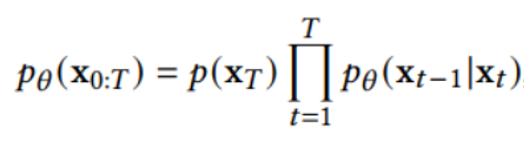 p_θ(x_{0:T}) = p(x_T) ∏_{t=1}^{T} p_θ(x_{t−1}|x_t),